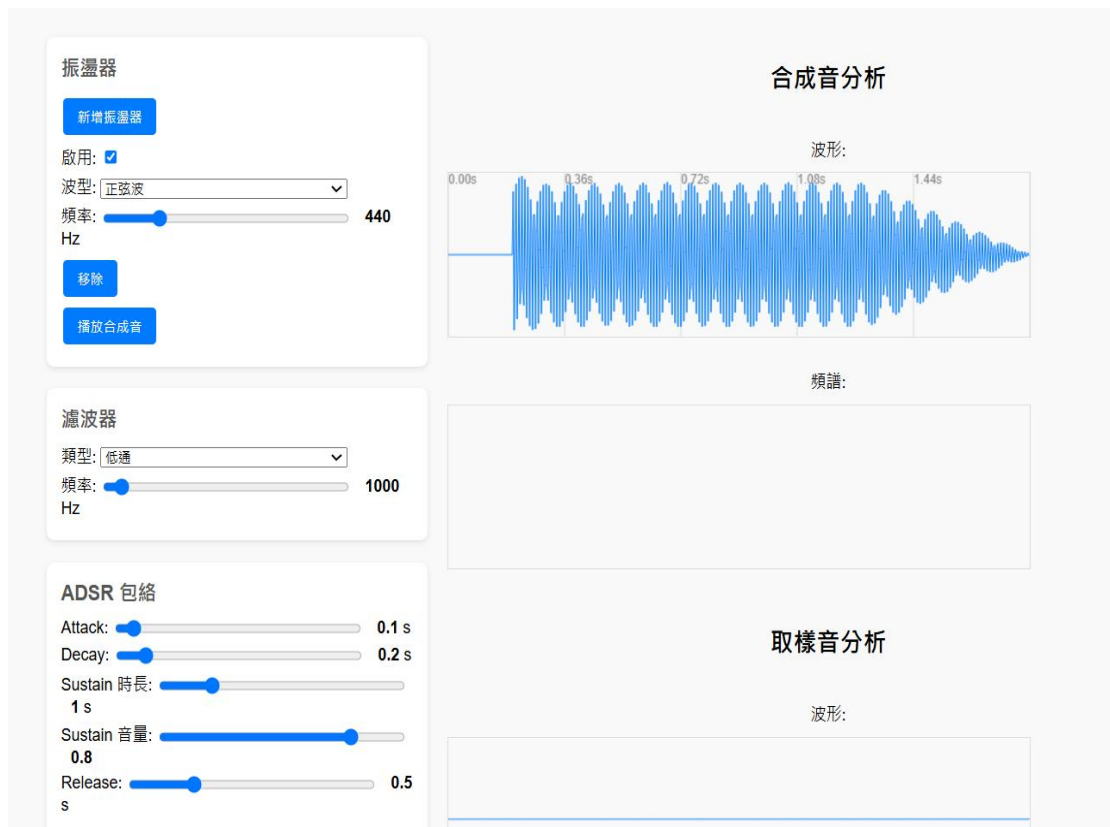 振盪器
新增振盪器
啟用:
波型: 正弦波
頻率: 440
Hz
移除
播放合成音
濾波器
類型: 低通
頻率: 1000
Hz
ADSR 包絡
Attack: 0.1 s
Decay: 0.2 s
Sustain 時長:
1 s
Sustain 音量:
0.8
Release: 0.5
s
合成音分析
波形:
0.00s 0.36s 0.72s 1.08s 1.44s
頻譜:
取樣音分析
波形: